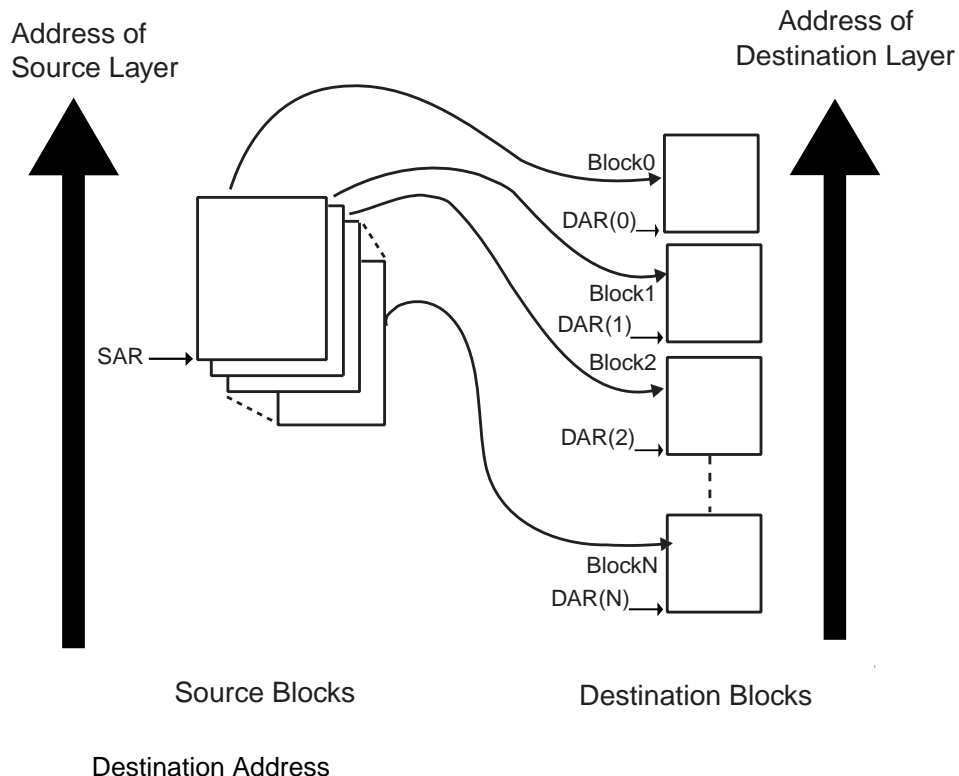 Address of
Source Layer
Address of
Destination Layer
Block0
DAR(0)
Block1
DAR(1)
SAR
Block2
DAR(2)
BlockN
DAR(N)
Source Blocks
Destination Blocks
Destination Address